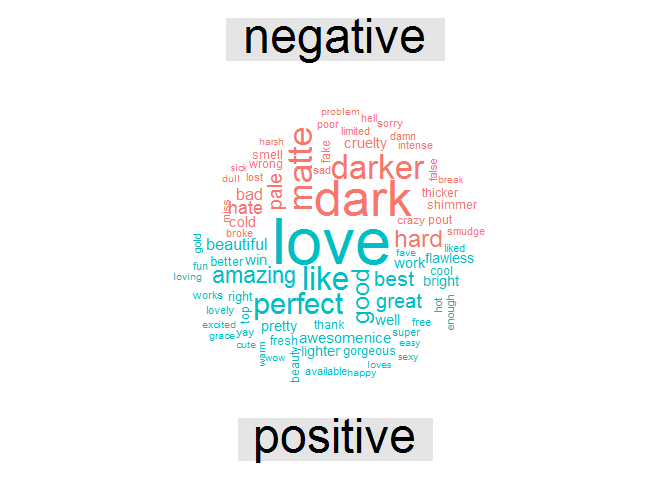 negative
problem
hell
poor
sorry
limited
damn
harsh
fake
cruelty
intense
matte
smell
wrong
sad
darker
false
sick
dull
lost
pale
break
bad
dark
thicker
miss
hate
shimmer
cold
crazy
pout
broke
hard
smudge
love
gold
beautiful
fave
liked
fun
better
win
work
flawless
loving
amazing
like
best
cool
bright
works
right
perfect
good
great
hot
enough
lovely
top
excited
pretty
thank
well
free
grace
yay
super
cute
fresh
awesome
nice
easy
warm
wow
beauty
lighter
gorgeous
sexy
available
happy
loves
positive